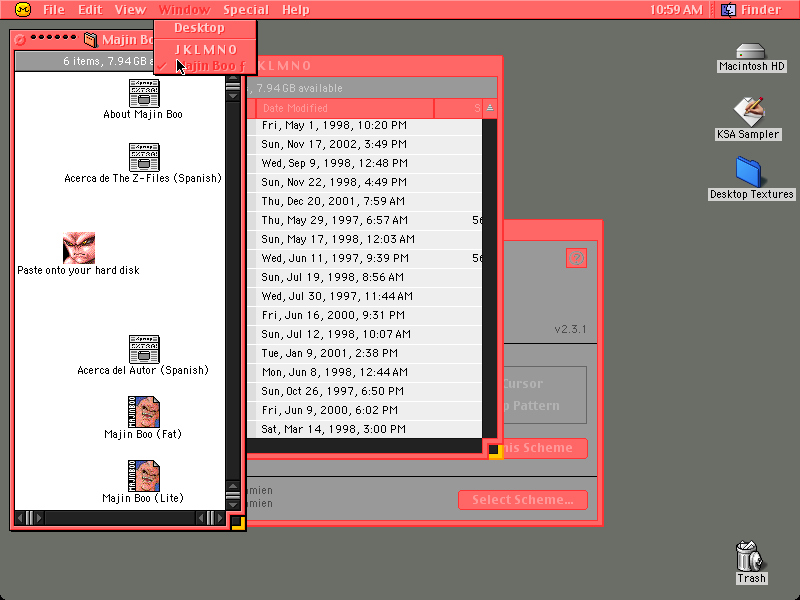 File Edit View Window Special Help 10:59 AM Finder
Desktop
J K L M N O
Majin Boo ƒ
Majin Bo
6 items, 7.94 GB a
About Majin Boo
Acerca de The Z-Files (Spanish)
Paste onto your hard disk
Acerca del Autor (Spanish)
Majin Boo (Fat)
Majin Boo (Lite)
K L M N O
, 7.94 GB available
Date Modified S
Fri, May 1, 1998, 10:20 PM
Sun, Nov 17, 2002, 3:49 PM
Wed, Sep 9, 1998, 12:48 PM
Sun, Nov 22, 1998, 4:49 PM
Thu, Dec 20, 2001, 7:59 AM
Thu, May 29, 1997, 6:57 AM 56
Sun, May 17, 1998, 12:03 AM
Wed, Jun 11, 1997, 9:39 PM 56
Sun, Jul 19, 1998, 8:56 AM
Wed, Jul 30, 1997, 11:44 AM
Fri, Jun 16, 2000, 9:31 PM
Sun, Jul 12, 1998, 10:07 AM
Tue, Jan 9, 2001, 2:38 PM
Mon, Jun 8, 1998, 12:44 AM
Sun, Oct 26, 1997, 6:50 PM
Fri, Jun 9, 2000, 6:02 PM
Sat, Mar 14, 1998, 3:00 PM
?
v2.3.1
Cursor
p Pattern
his Scheme
amien
amien
Select Scheme...
Macintosh HD
KSA Sampler
Desktop Textures
Trash